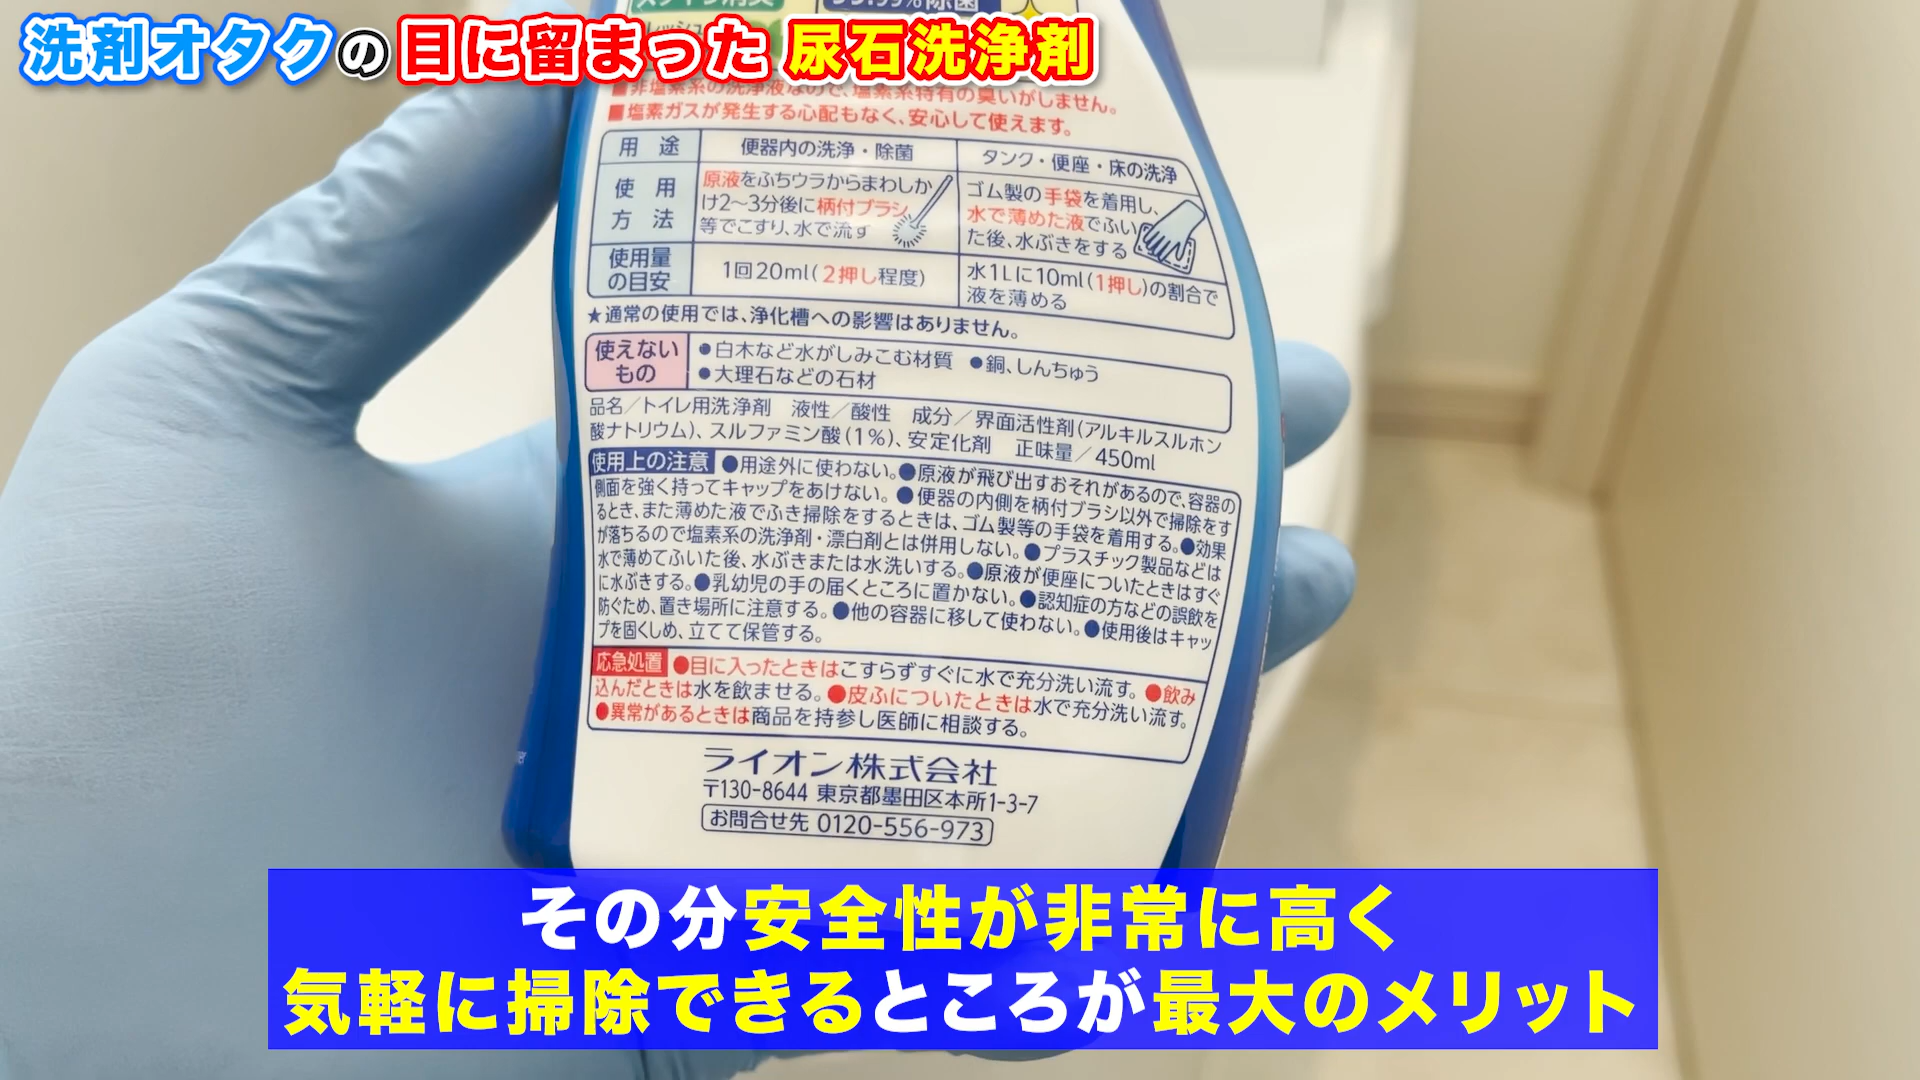 洗剤オタクの目に留まった 尿石洗浄剤
99.99%除菌
■非塩素系の洗浄液なので、塩素系特有の臭いがしません。
■塩素ガスが発生する心配もなく、安心して使えます。
用 途 便器内の洗浄・除菌 タンク・便座・床の洗浄
使用方法
原液をふちウラからまわしか
け2〜3分後に柄付ブラシ
等でこすり、水で流す
ゴム製の手袋を着用し、
水で薄めた液でふい
た後、水ぶきをする
使用量
の目安
1回20ml(2押し程度)
水1Lに10ml(1押し)の割合で
液を薄める
★通常の使用では、浄化槽への影響はありません。
使えない
もの
●白木など水がしみこむ材質 ●銅、しんちゅう
●大理石などの石材
品名／トイレ用洗浄剤 液性／酸性 成分／界面活性剤(アルキルスルホン
酸ナトリウム)、スルファミン酸(1%)、安定化剤 正味量／450ml
使用上の注意 ●用途外に使わない。●原液が飛び出すおそれがあるので、容器の
側面を強く持ってキャップをあけない。●便器の内側を柄付ブラシ以外で掃除をす
るとき、また薄めた液でふき掃除をするときは、ゴム製等の手袋を着用する。●効果
が落ちるので塩素系の洗浄剤・漂白剤とは併用しない。●プラスチック製品などは
水で薄めてふいた後、水ぶきまたは水洗いする。●原液が便座についたときはすぐ
に水ぶきする。●乳幼児の手の届くところに置かない。●認知症の方などの誤飲を
防ぐため、置き場所に注意する。●他の容器に移して使わない。●使用後はキャッ
プを固くしめ、立てて保管する。
応急処置 ●目に入ったときはこすらずすぐに水で充分洗い流す。●飲み
込んだときは水を飲ませる。●皮ふについたときは水で充分洗い流す。
●異常があるときは商品を持参し医師に相談する。
ライオン株式会社
〒130-8644 東京都墨田区本所1-3-7
お問合せ先 0120-556-973
その分安全性が非常に高く
気軽に掃除できるところが最大のメリット